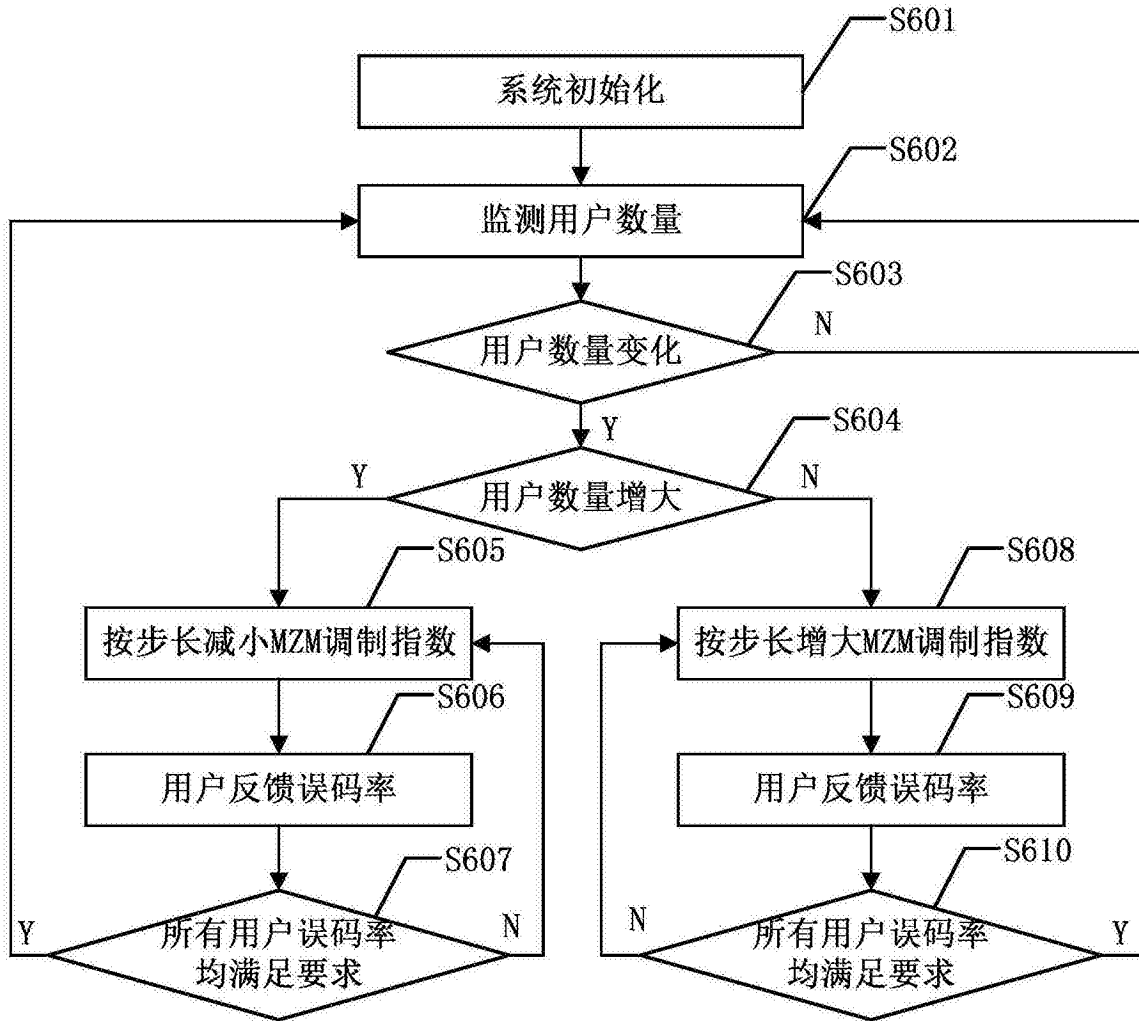 S601
系统初始化
S602
监测用户数量
S603
用户数量变化
N
Y
S604
用户数量增大
Y
N
S605
按步长减小MZM调制指数
S608
按步长增大MZM调制指数
S606
用户反馈误码率
S609
用户反馈误码率
S607
所有用户误码率
均满足要求
Y
N
S610
所有用户误码率
均满足要求
N
Y